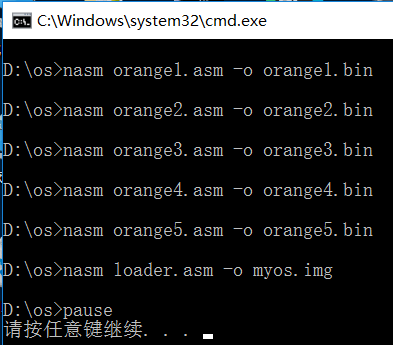 C:\Windows\system32\cmd.exe
D:\os>nasm orange1.asm -o orange1.bin
D:\os>nasm orange2.asm -o orange2.bin
D:\os>nasm orange3.asm -o orange3.bin
D:\os>nasm orange4.asm -o orange4.bin
D:\os>nasm orange5.asm -o orange5.bin
D:\os>nasm loader.asm -o myos.img
D:\os>pause
请按任意键继续. . .